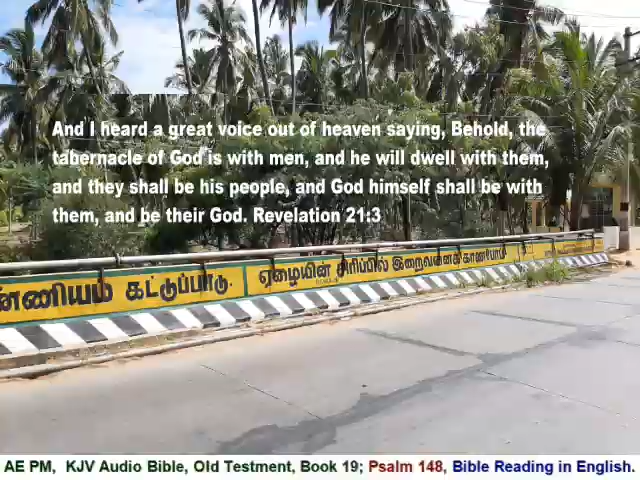 And I heard a great voice out of heaven saying, Behold, the
tabernacle of God is with men, and he will dwell with them,
and they shall be his people, and God himself shall be with
them, and be their God. Revelation 21:3
கட்டுப்பாடு.
ஏழையின் சிரிப்பில் இறைவனைக் காண்போம்
AE PM, KJV Audio Bible, Old Testment, Book 19; Psalm 148, Bible Reading in English.